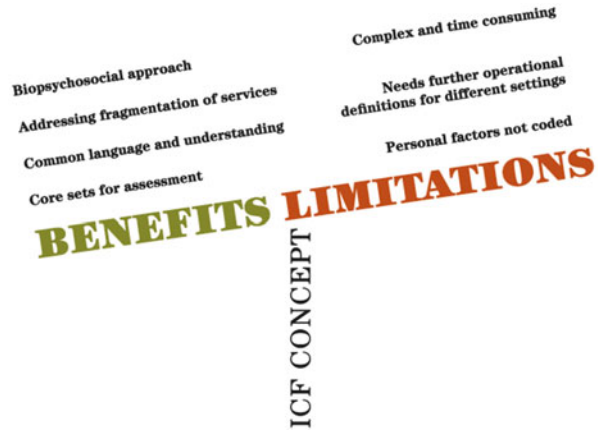 Biopsychosocial approach
Addressing fragmentation of services
Common language and understanding
Core sets for assessment
BENEFITS
Complex and time consuming
Needs further operational
definitions for different settings
Personal factors not coded
LIMITATIONS
ICF CONCEPT